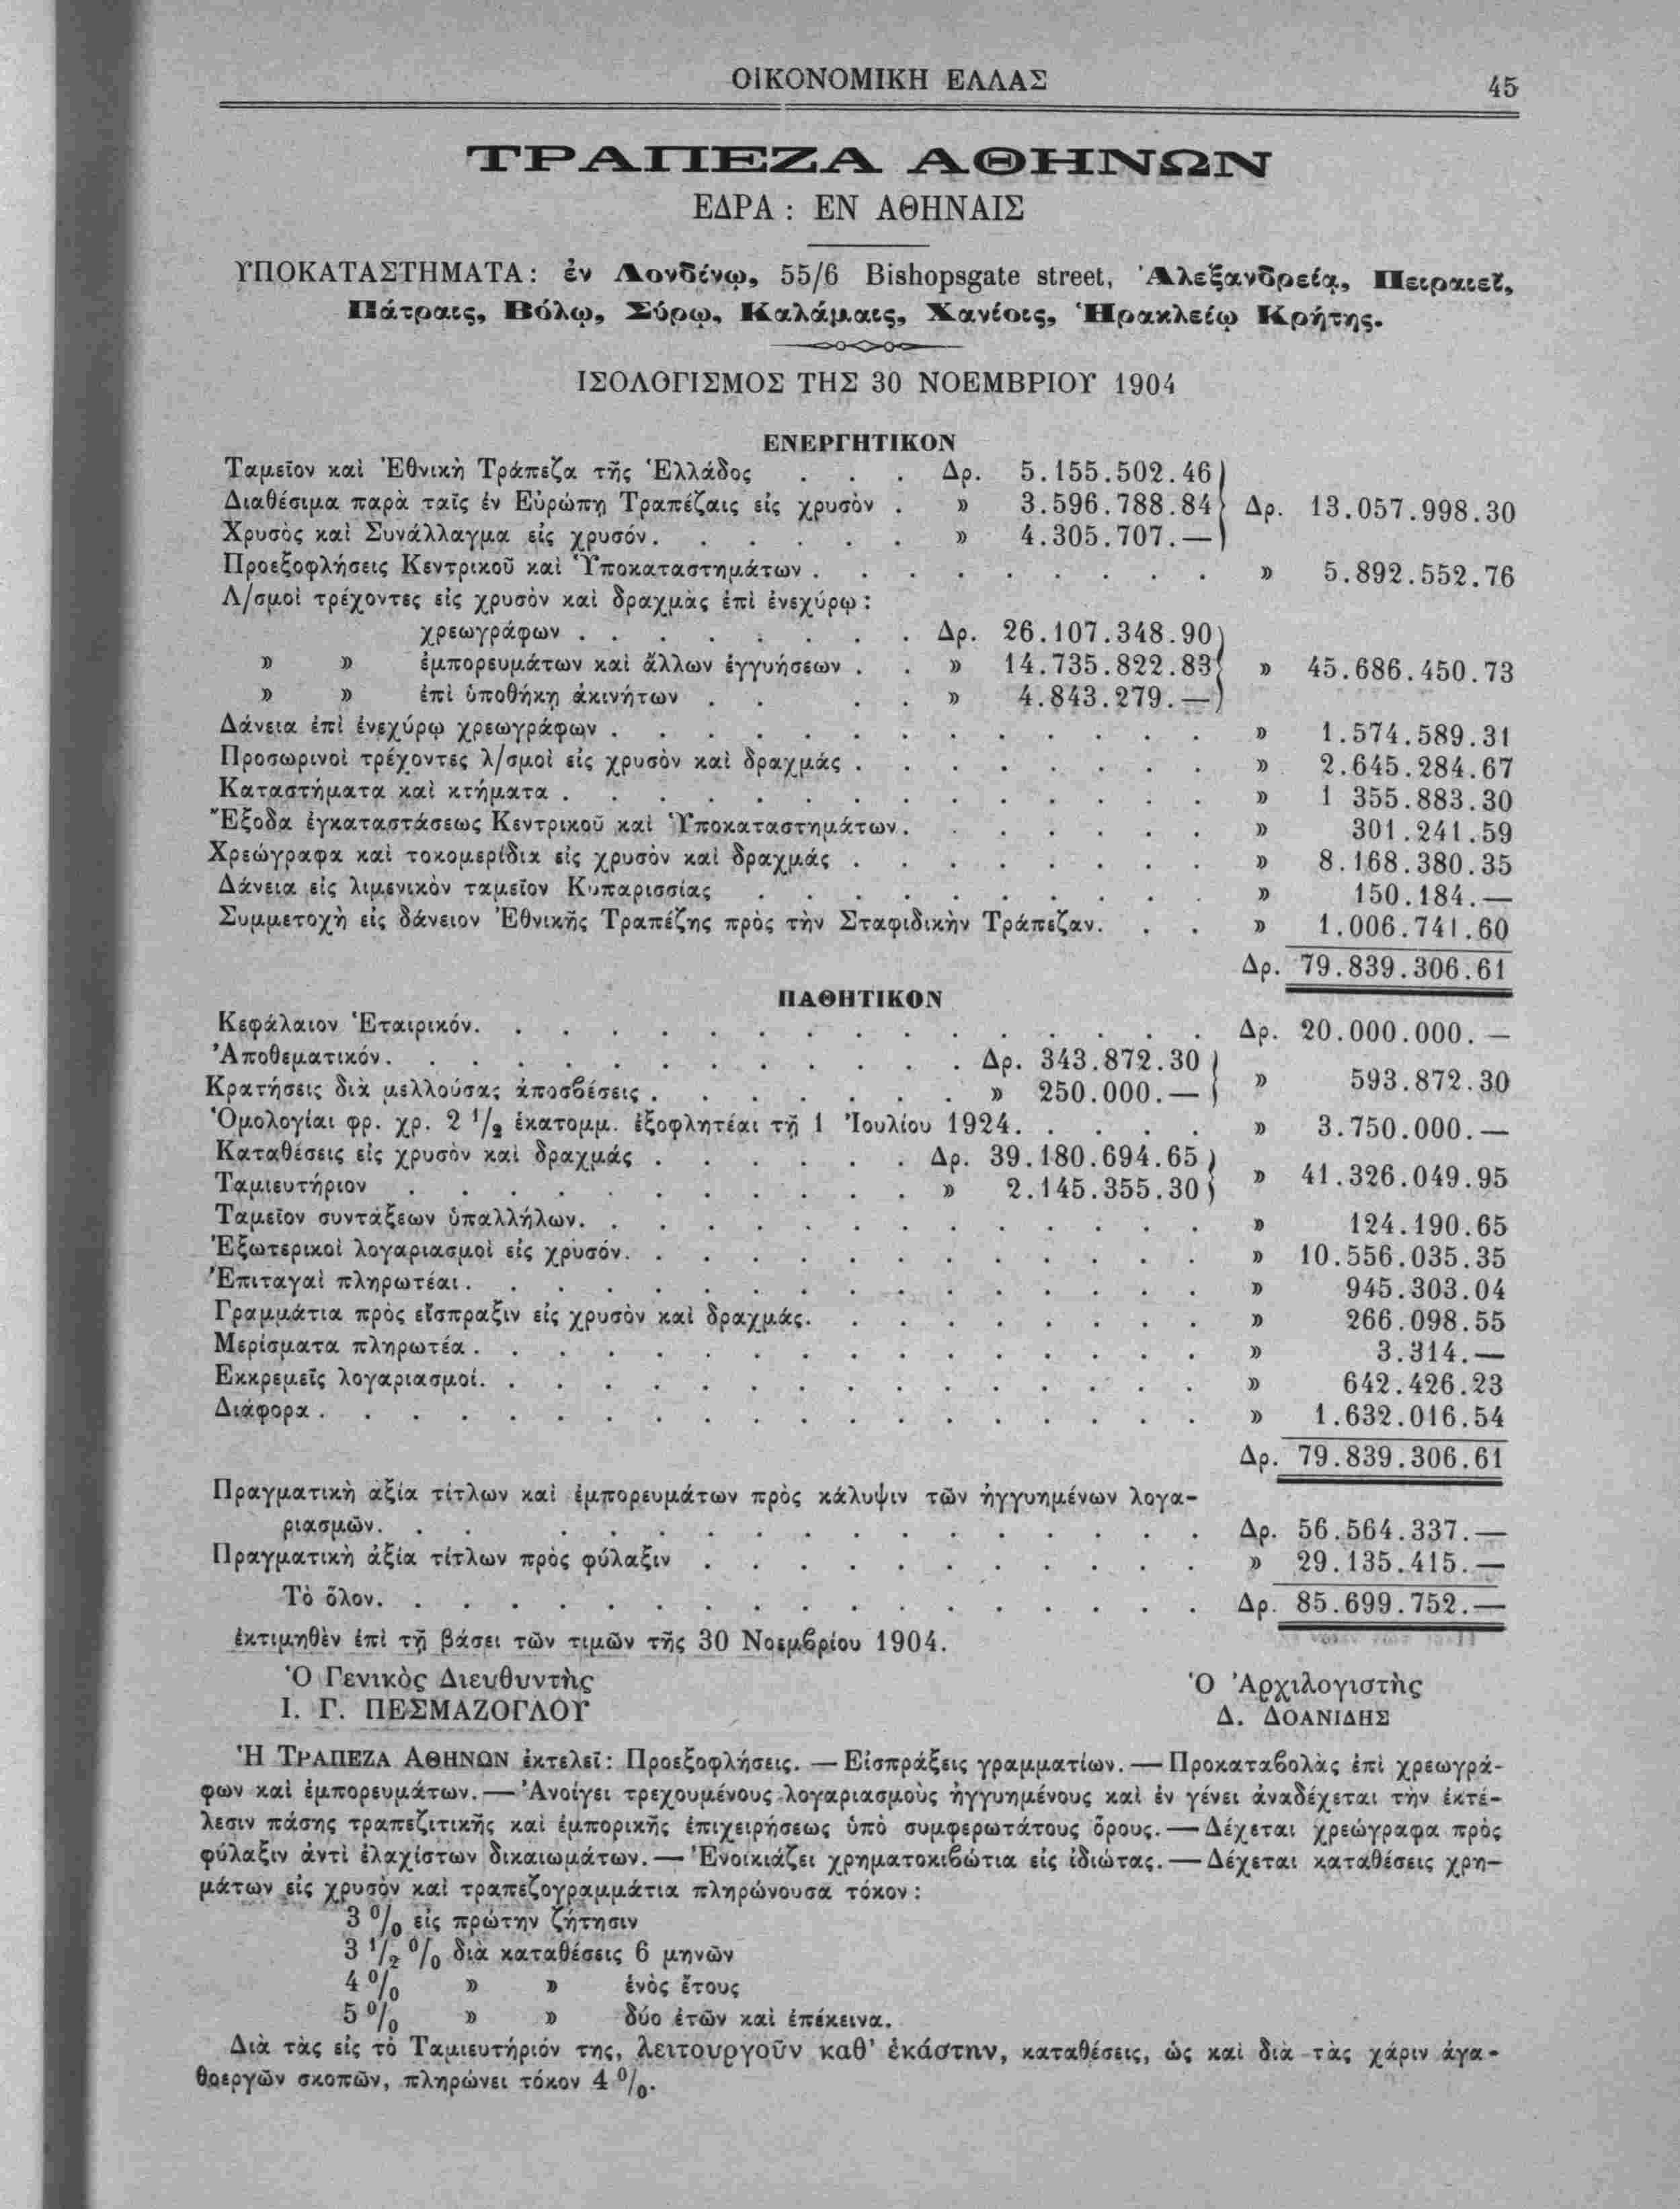 ΟΙΚΟΝΟΜΙΚΗ ΕΛΛΑΣ 45
ΤΡΑΠΕΖΑ ΑΘΗΝΩΝ
ΕΔΡΑ : ΕΝ ΑΘΗΝΑΙΣ
ΥΠΟΚΑΤΑΣΤΗΜΑΤΑ : ἐν Λονδίνῳ, 55/6 Bishopsgate street, Ἀλεξανδρείᾳ, Πειραιεῖ,
Πάτραις, Βόλῳ, Σύρῳ, Καλάμαις, Χανίοις, Ἡρακλείῳ Κρήτης.
ΙΣΟΛΟΓΙΣΜΟΣ ΤΗΣ 30 ΝΟΕΜΒΡΙΟΥ 1904
ΕΝΕΡΓΗΤΙΚΟΝ
Ταμεῖον καὶ Ἐθνικὴ Τράπεζα τῆς Ἑλλάδος . . . Δρ. 5.155.502.46
Διαθέσιμα παρὰ ταῖς ἐν Εὐρώπῃ Τραπέζαις εἰς χρυσὸν . » 3.596.788.84 Δρ. 13.057.998.30
Χρυσὸς καὶ Συνάλλαγμα εἰς χρυσόν. . . . . . » 4.305.707.—
Προεξοφλήσεις Κεντρικοῦ καὶ Ὑποκαταστημάτων . . . . . . . . . » 5.892.552.76
Λ/σμοὶ τρέχοντες εἰς χρυσὸν καὶ δραχμὰς ἐπὶ ἐνεχύρῳ :
χρεωγράφων . . . . . . . . Δρ. 26.107.348.90
» » ἐμπορευμάτων καὶ ἄλλων ἐγγυήσεων . . » 14.735.822.83 » 45.686.450.73
» » ἐπὶ ὑποθήκῃ ἀκινήτων . . . . » 4.843.279.—
Δάνεια ἐπὶ ἐνεχύρῳ χρεωγράφων . . . . . . . . . . . . . » 1.574.589.31
Προσωρινοὶ τρέχοντες λ/σμοὶ εἰς χρυσὸν καὶ δραχμάς . . . . . . . . » 2.645.284.67
Καταστήματα καὶ κτήματα . . . . . . . . . . . . . . » 1 355.883.30
Ἔξοδα ἐγκαταστάσεως Κεντρικοῦ καὶ Ὑποκαταστημάτων. . . . . . . » 301.241.59
Χρεώγραφα καὶ τοκομερίδια εἰς χρυσὸν καὶ δραχμάς . . . . . . . . » 8.168.380.35
Δάνεια εἰς λιμενικὸν ταμεῖον Κυπαρισσίας . . . . . . . . . . » 150.184.—
Συμμετοχὴ εἰς δάνειον Ἐθνικῆς Τραπέζης πρὸς τὴν Σταφιδικὴν Τράπεζαν. . . » 1.006.741.60
Δρ. 79.839.306.61
ΠΑΘΗΤΙΚΟΝ
Κεφάλαιον Ἑταιρικόν. . . . . . . . . . . . . . . . Δρ. 20.000.000. —
Ἀποθεματικόν. . . . . . . . . . . . . Δρ. 343.872.30
Κρατήσεις διὰ μελλούσας ἀποσβέσεις . . . . . . . » 250.000.— » 593.872.30
Ὁμολογίαι φρ. χρ. 2 1/2 ἑκατομμ. ἐξοφλητέαι τῇ 1 Ἰουλίου 1924. . . . . » 3.750.000.—
Καταθέσεις εἰς χρυσὸν καὶ δραχμάς . . . . . . Δρ. 39.180.694.65
Ταμιευτήριον . . . . . . . . . . . » 2.145.355.30 » 41.326.049.95
Ταμεῖον συντάξεων ὑπαλλήλων. . . . . . . . . . . . . . » 124.190.65
Ἐξωτερικοὶ λογαριασμοὶ εἰς χρυσόν. . . . . . . . . . . . . » 10.556.035.35
Ἐπιταγαὶ πληρωτέαι . . . . . . . . . . . . . . . . » 945.303.04
Γραμμάτια πρὸς εἴσπραξιν εἰς χρυσὸν καὶ δραχμάς. . . . . . . . . » 266.098.55
Μερίσματα πληρωτέα . . . . . . . . . . . . . . . . » 3.314.—
Εκκρεμεῖς λογαριασμοί. . . . . . . . . . . . . . . . » 642.426.23
Διάφορα . . . . . . . . . . . . . . . . . . . » 1.632.016.54
Δρ. 79.839.306.61
Πραγματικὴ ἀξία τίτλων καὶ ἐμπορευμάτων πρὸς κάλυψιν τῶν ἠγγυημένων λογα-
ριασμῶν. . . . . . . . . . . . . . . . . Δρ. 56.564.337.—
Πραγματικὴ ἀξία τίτλων πρὸς φύλαξιν . . . . . . . . . . . » 29.135.415.—
Τὸ ὅλον. . . . . . . . . . . . . . . . . . Δρ. 85.699.752.—
ἐκτιμηθὲν ἐπὶ τῇ βάσει τῶν τιμῶν τῆς 30 Νοεμβρίου 1904.
Ὁ Γενικὸς Διευθυντὴς Ὁ Ἀρχιλογιστὴς
Ι. Γ. ΠΕΣΜΑΖΟΓΛΟΥ Δ. ΔΟΑΝΙΔΗΣ
Ἡ ΤΡΑΠΕΖΑ ΑΘΗΝΩΝ ἐκτελεῖ : Προεξοφλήσεις. — Εἰσπράξεις γραμματίων. — Προκαταβολὰς ἐπὶ χρεωγρά-
φων καὶ ἐμπορευμάτων. — Ἀνοίγει τρεχουμένους λογαριασμοὺς ἠγγυημένους καὶ ἐν γένει ἀναδέχεται τὴν ἐκτέ-
λεσιν πάσης τραπεζιτικῆς καὶ ἐμπορικῆς ἐπιχειρήσεως ὑπὸ συμφερωτάτους ὅρους. — Δέχεται χρεώγραφα πρὸς
φύλαξιν ἀντὶ ἐλαχίστων δικαιωμάτων. — Ἐνοικιάζει χρηματοκιβώτια εἰς ἰδιώτας. — Δέχεται καταθέσεις χρη-
μάτων εἰς χρυσὸν καὶ τραπεζογραμμάτια πληρώνουσα τόκον :
3 0/0 εἰς πρώτην ζήτησιν
3 1/2 0/0 διὰ καταθέσεις 6 μηνῶν
4 0/0 » » ἑνὸς ἔτους
5 0/0 » » δύο ἐτῶν καὶ ἐπέκεινα.
Διὰ τὰς εἰς τὸ Ταμιευτήριόν της, λειτουργοῦν καθ' ἑκάστην, καταθέσεις, ὡς καὶ διὰ τὰς χάριν ἀγα-
θοεργῶν σκοπῶν, πληρώνει τόκον 4 0/0.